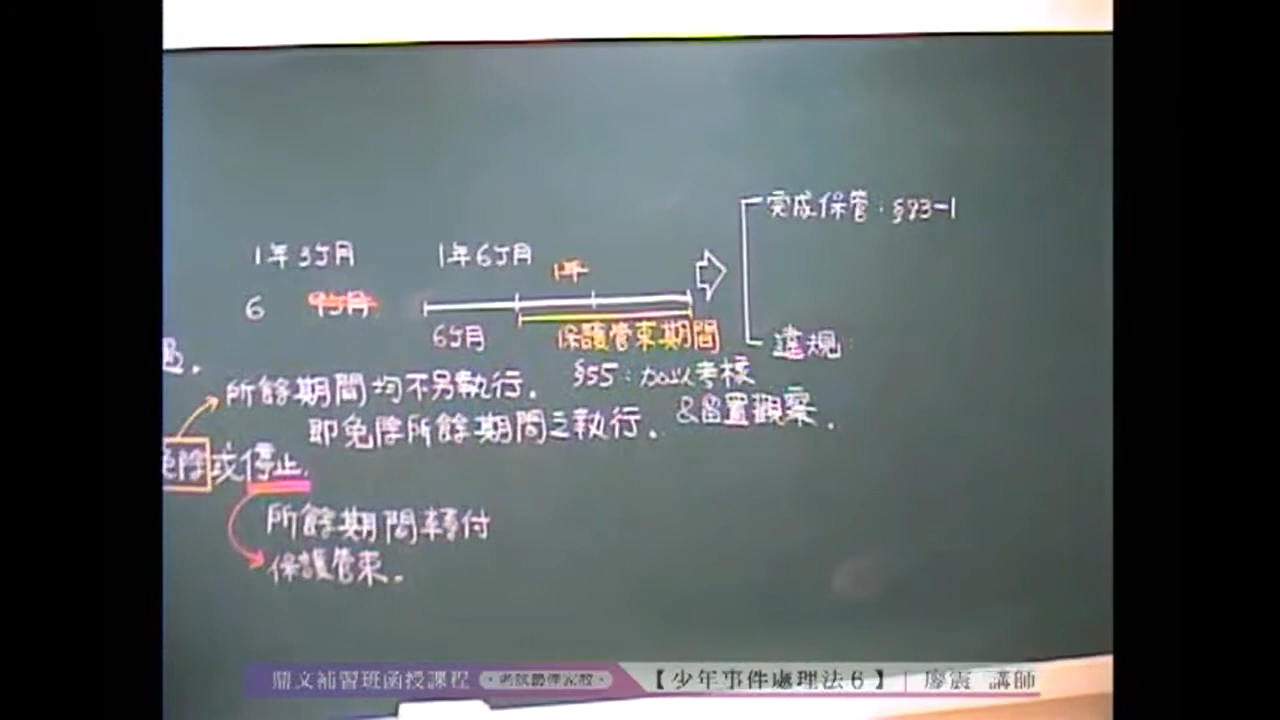 完成保管：§93-1
1年3个月
1年6个月
1年
6
9个月
6个月
保護管束期間
違規：
§55：加以考核
&留置觀察.
所餘期間均不另執行.
即免除所餘期間之執行.
免除或停止.
所餘期間轉付
保護管束.
鼎文補習班函授課程
【少年事件處理法6】｜廖震 講師